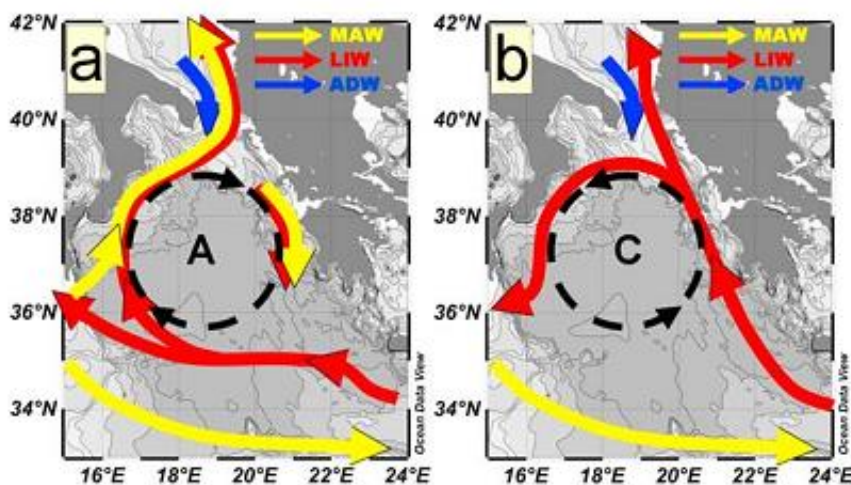 42°N
40°N
38°N
36°N
34°N
16°E 18°E 20°E 22°E 24°E
a
MAW
LIW
ADW
A
Ocean Data View
42°N
40°N
38°N
36°N
34°N
16°E 18°E 20°E 22°E 24°E
b
MAW
LIW
ADW
C
Ocean Data View